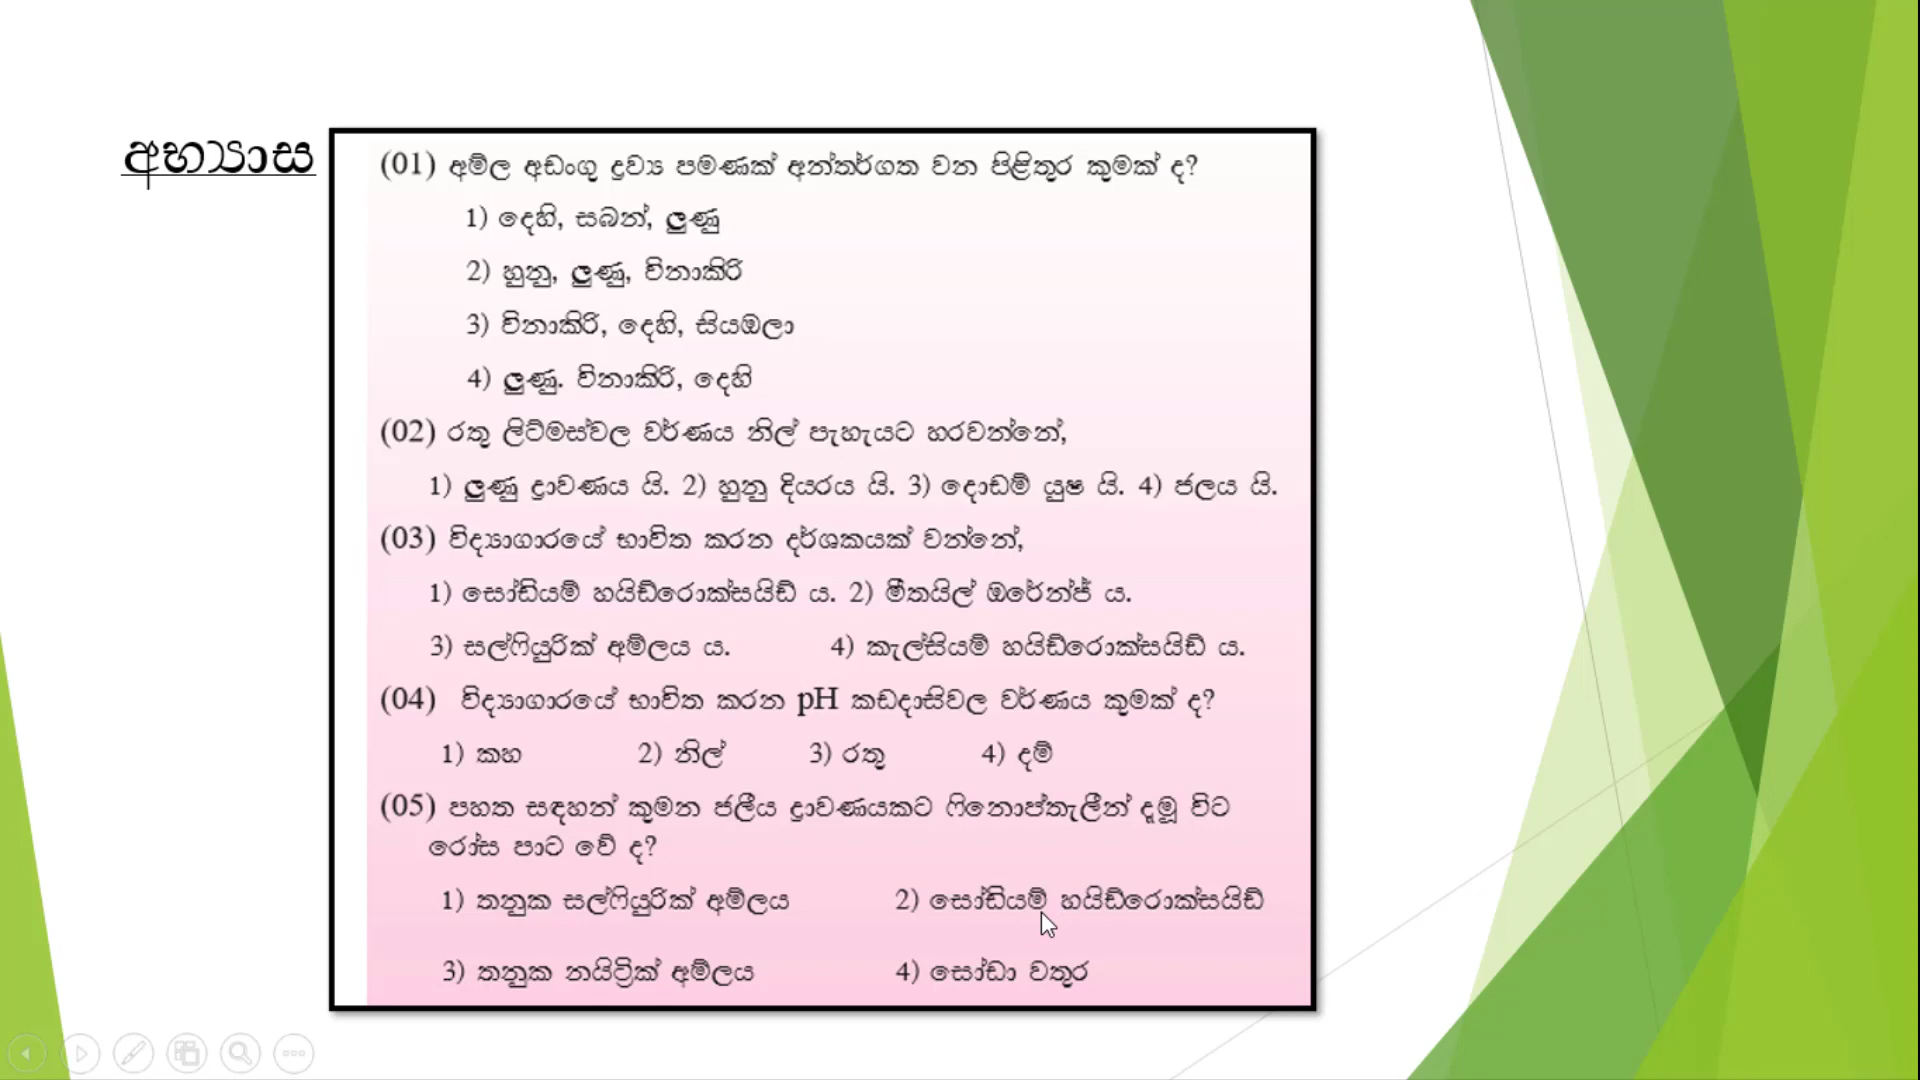 අභ්‍යාස
(01) අම්ල අඩංගු ද්‍රව්‍ය පමණක් අන්තර්ගත වන පිළිතුර කුමක් ද?
1) දෙහි, සබන්, ලුණු
2) හුනු, ලුණු, විනාකිරි
3) විනාකිරි, දෙහි, සියඹලා
4) ලුණු. විනාකිරි, දෙහි
(02) රතු ලිට්මස්වල වර්ණය නිල් පැහැයට හරවන්නේ,
1) ලුණු ද්‍රාවණය යි. 2) හුනු දියරය යි. 3) දොඩම් යුෂ යි. 4) ජලය යි.
(03) විද්‍යාගාරයේ භාවිත කරන දර්ශකයක් වන්නේ,
1) සෝඩියම් හයිඩ්රොක්සයිඩ් ය. 2) මීතයිල් ඔරේන්ජ් ය.
3) සල්ෆියුරික් අම්ලය ය. 4) කැල්සියම් හයිඩ්රොක්සයිඩ් ය.
(04) විද්‍යාගාරයේ භාවිත කරන pH කඩදාසිවල වර්ණය කුමක් ද?
1) කහ 2) නිල් 3) රතු 4) දම්
(05) පහත සඳහන් කුමන ජලීය ද්‍රාවණයකට ෆිනොප්තැලීන් දැමූ විට
රෝස පාට වේ ද?
1) තනුක සල්ෆියුරික් අම්ලය 2) සෝඩියම් හයිඩ්රොක්සයිඩ්
3) තනුක නයිට්‍රික් අම්ලය 4) සෝඩා වතුර